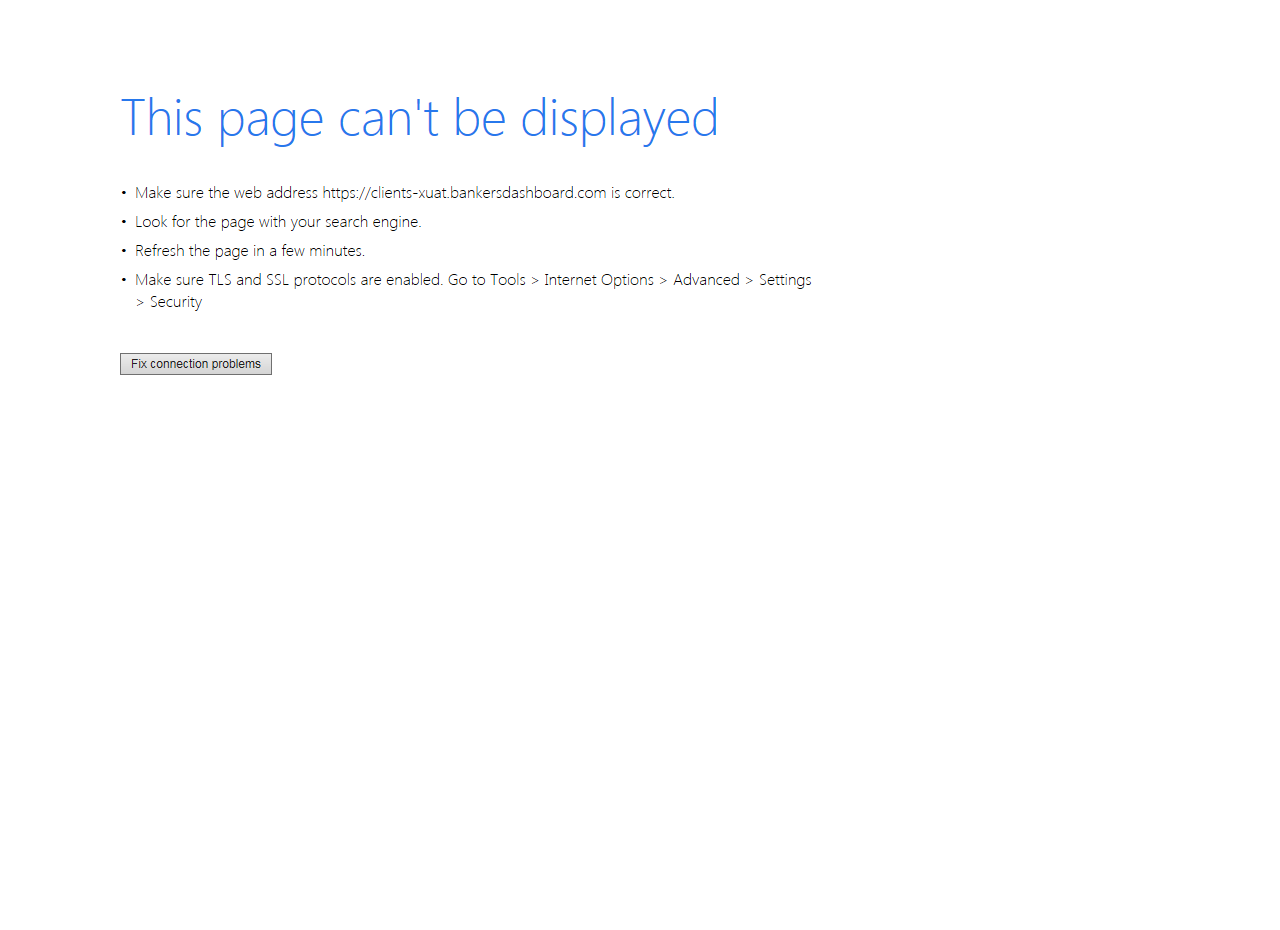 This page can't be displayed
• Make sure the web address https://clients-xuat.bankersdashboard.com is correct.
• Look for the page with your search engine.
• Refresh the page in a few minutes.
• Make sure TLS and SSL protocols are enabled. Go to Tools > Internet Options > Advanced > Settings
> Security
Fix connection problems